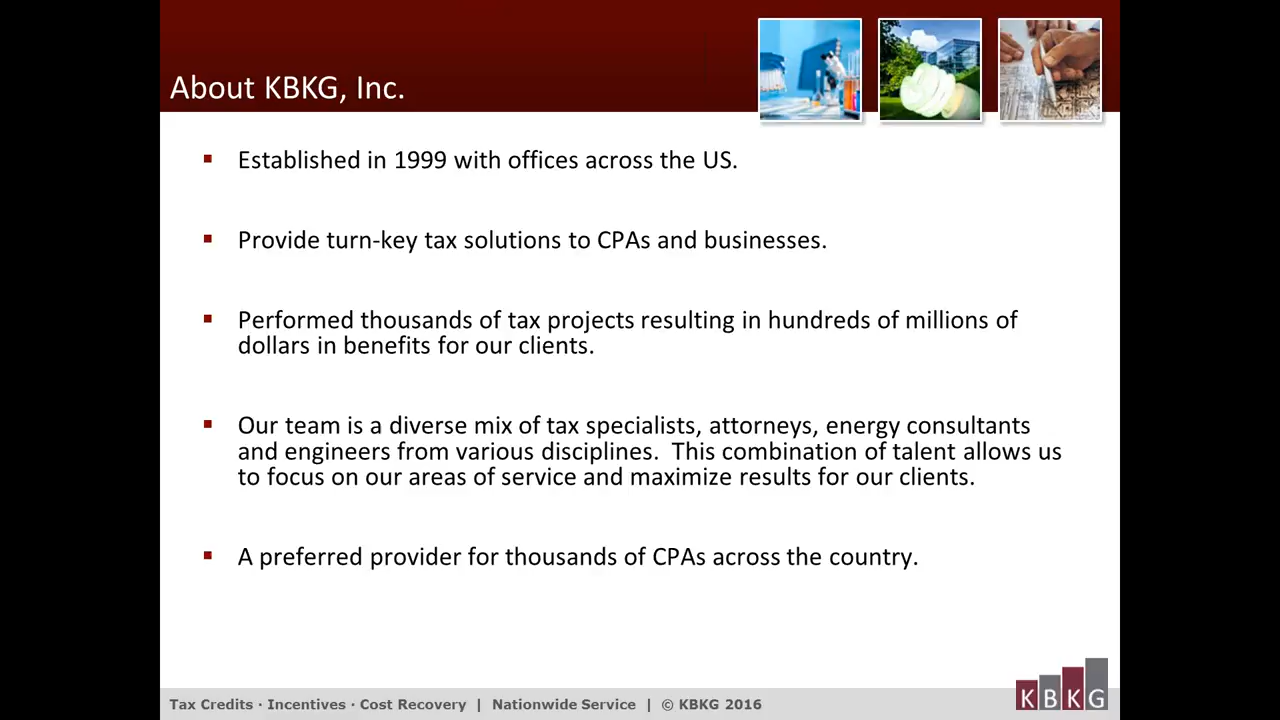 About KBKG, Inc.
▪ Established in 1999 with offices across the US.
▪ Provide turn-key tax solutions to CPAs and businesses.
▪ Performed thousands of tax projects resulting in hundreds of millions of
dollars in benefits for our clients.
▪ Our team is a diverse mix of tax specialists, attorneys, energy consultants
and engineers from various disciplines.  This combination of talent allows us
to focus on our areas of service and maximize results for our clients.
▪ A preferred provider for thousands of CPAs across the country.
Tax Credits · Incentives · Cost Recovery | Nationwide Service | © KBKG 2016
KBKG